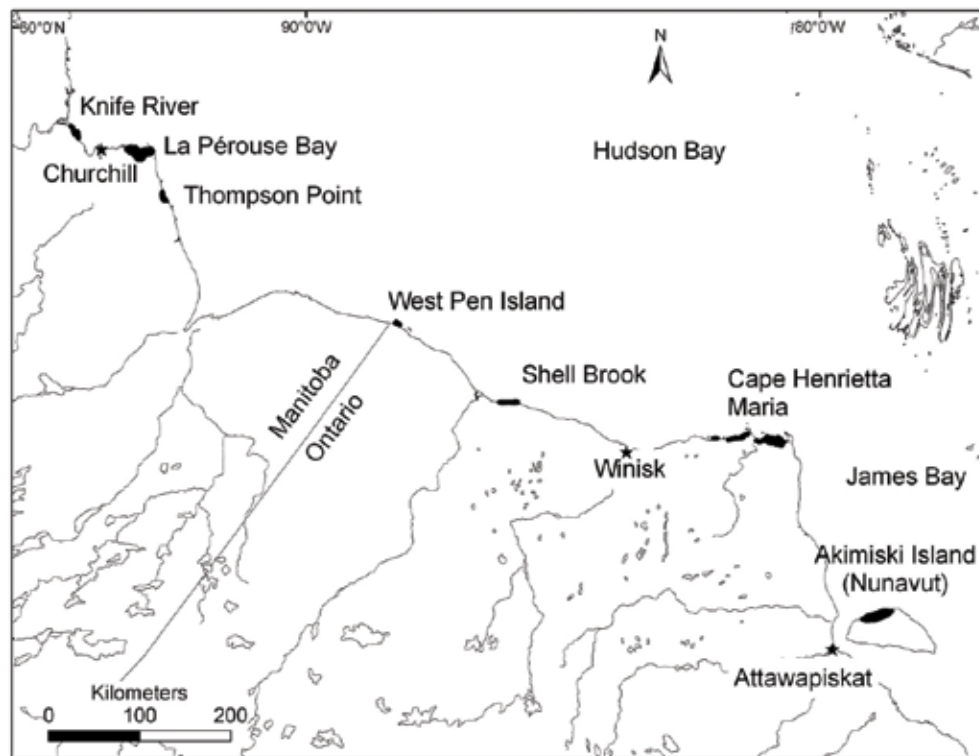 60°0'N
90°0'W
80°0'W
N
Knife River
La Pérouse Bay
Churchill
Hudson Bay
Thompson Point
West Pen Island
Manitoba
Ontario
Shell Brook
Cape Henrietta
Maria
Winisk
James Bay
Akimiski Island
(Nunavut)
Attawapiskat
Kilometers
0 100 200